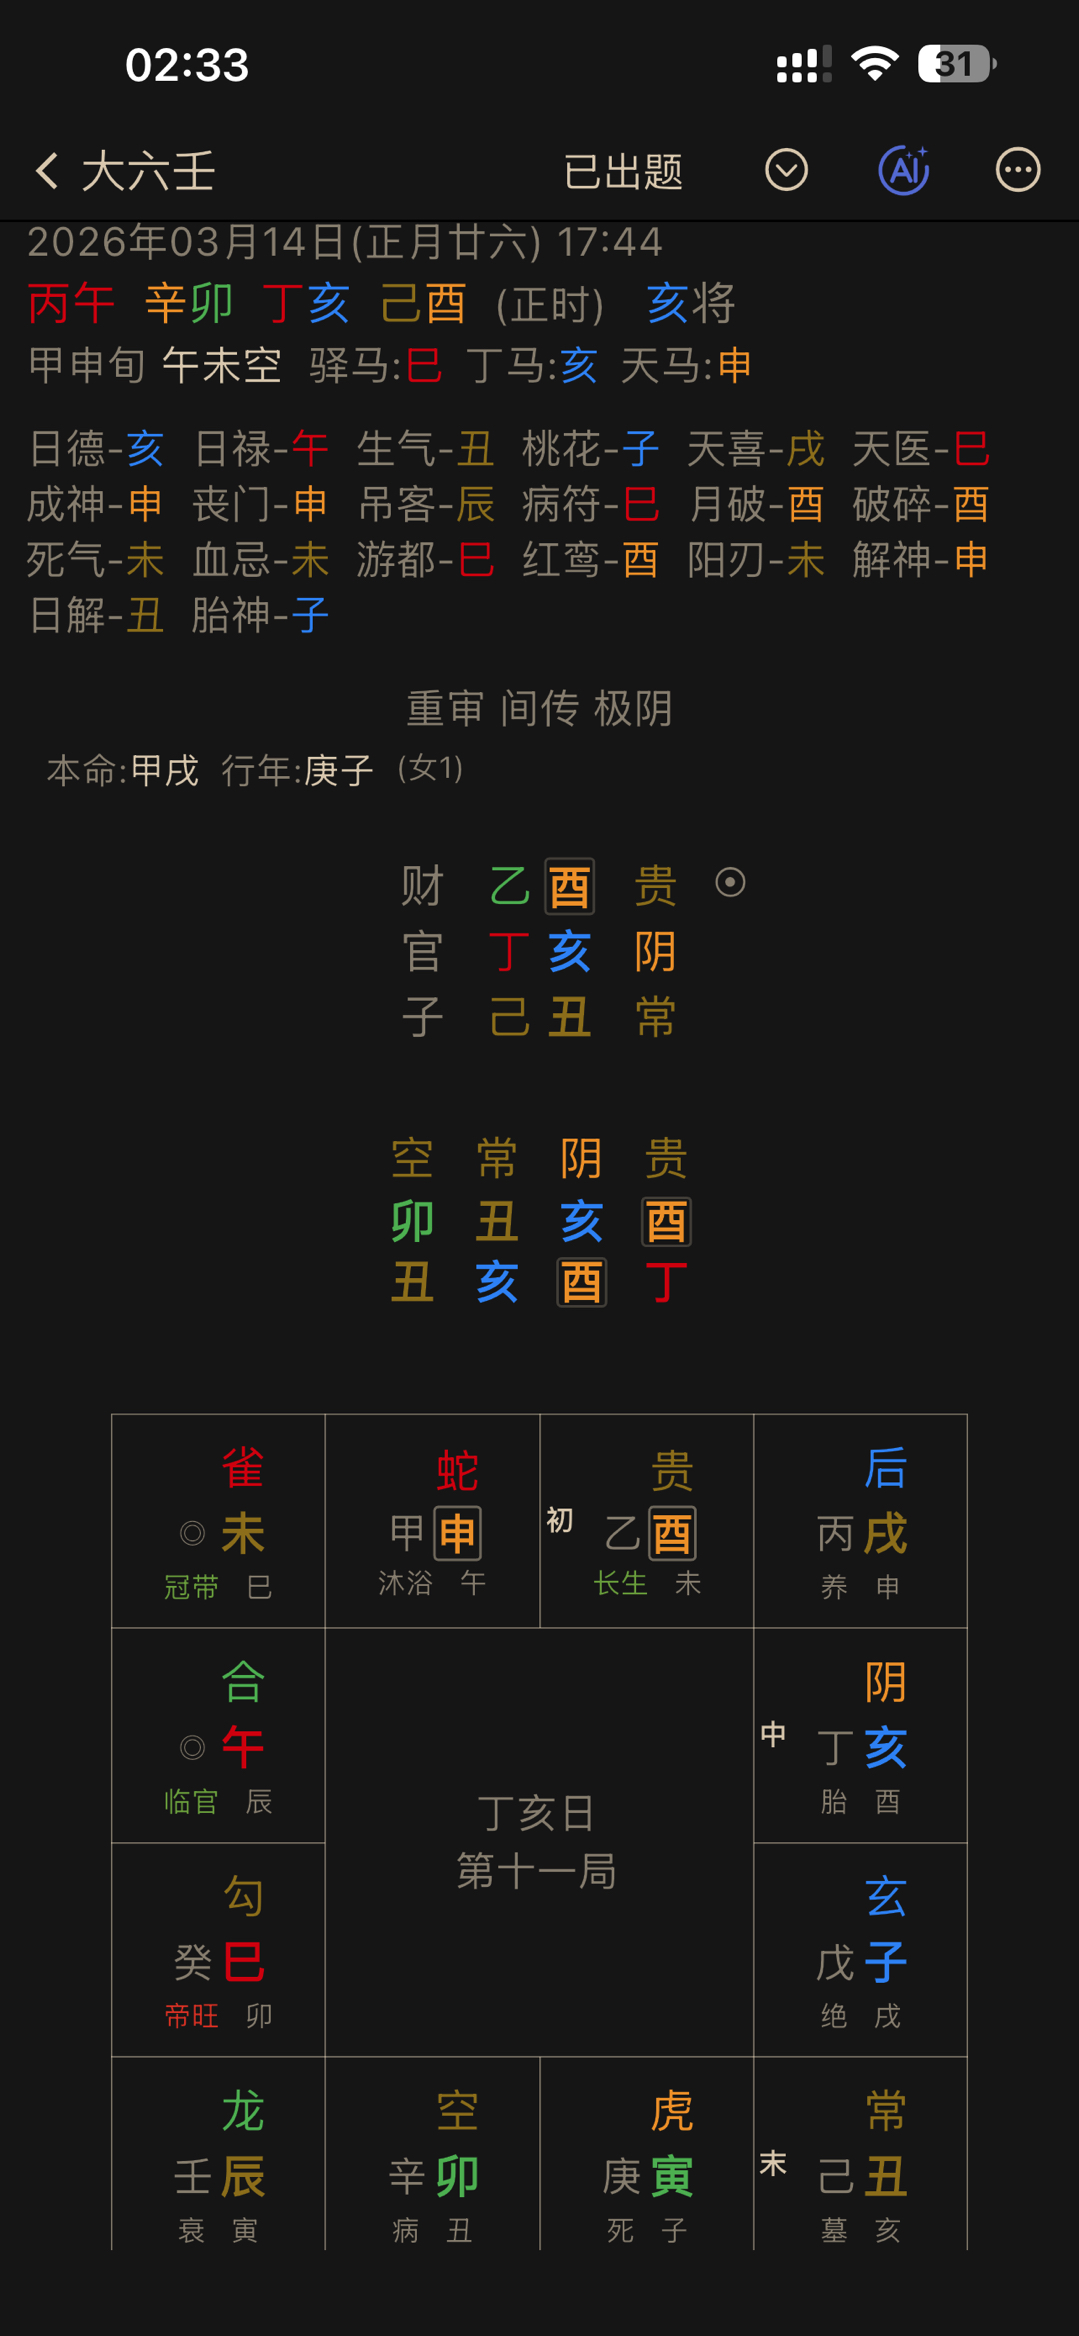 02:33 31
大六壬 已出题 AI
2026年03月14日(正月廿六) 17:44
丙午 辛卯 丁亥 己酉 (正时) 亥将
甲申旬 午未空 驿马:巳 丁马:亥 天马:申
日德-亥 日禄-午 生气-丑 桃花-子 天喜-戌 天医-巳
成神-申 丧门-申 吊客-辰 病符-巳 月破-酉 破碎-酉
死气-未 血忌-未 游都-巳 红鸾-酉 阳刃-未 解神-申
日解-丑 胎神-子
重审 间传 极阴
本命:甲戌 行年:庚子 (女1)
财 乙 酉 贵
官 丁 亥 阴
子 己 丑 常
空 常 阴 贵
卯 丑 亥 酉
丑 亥 酉 丁
雀 蛇 贵 后
未 甲申 初 乙酉 丙戌
冠带 巳 沐浴 午 长生 未 养 申
合 阴
午 中 丁亥
临官 辰 胎 酉
丁亥日
第十一局
勾 玄
癸巳 戊子
帝旺 卯 绝 戌
龙 空 虎 常
壬辰 辛卯 庚寅 末 己丑
衰 寅 病 丑 死 子 墓 亥